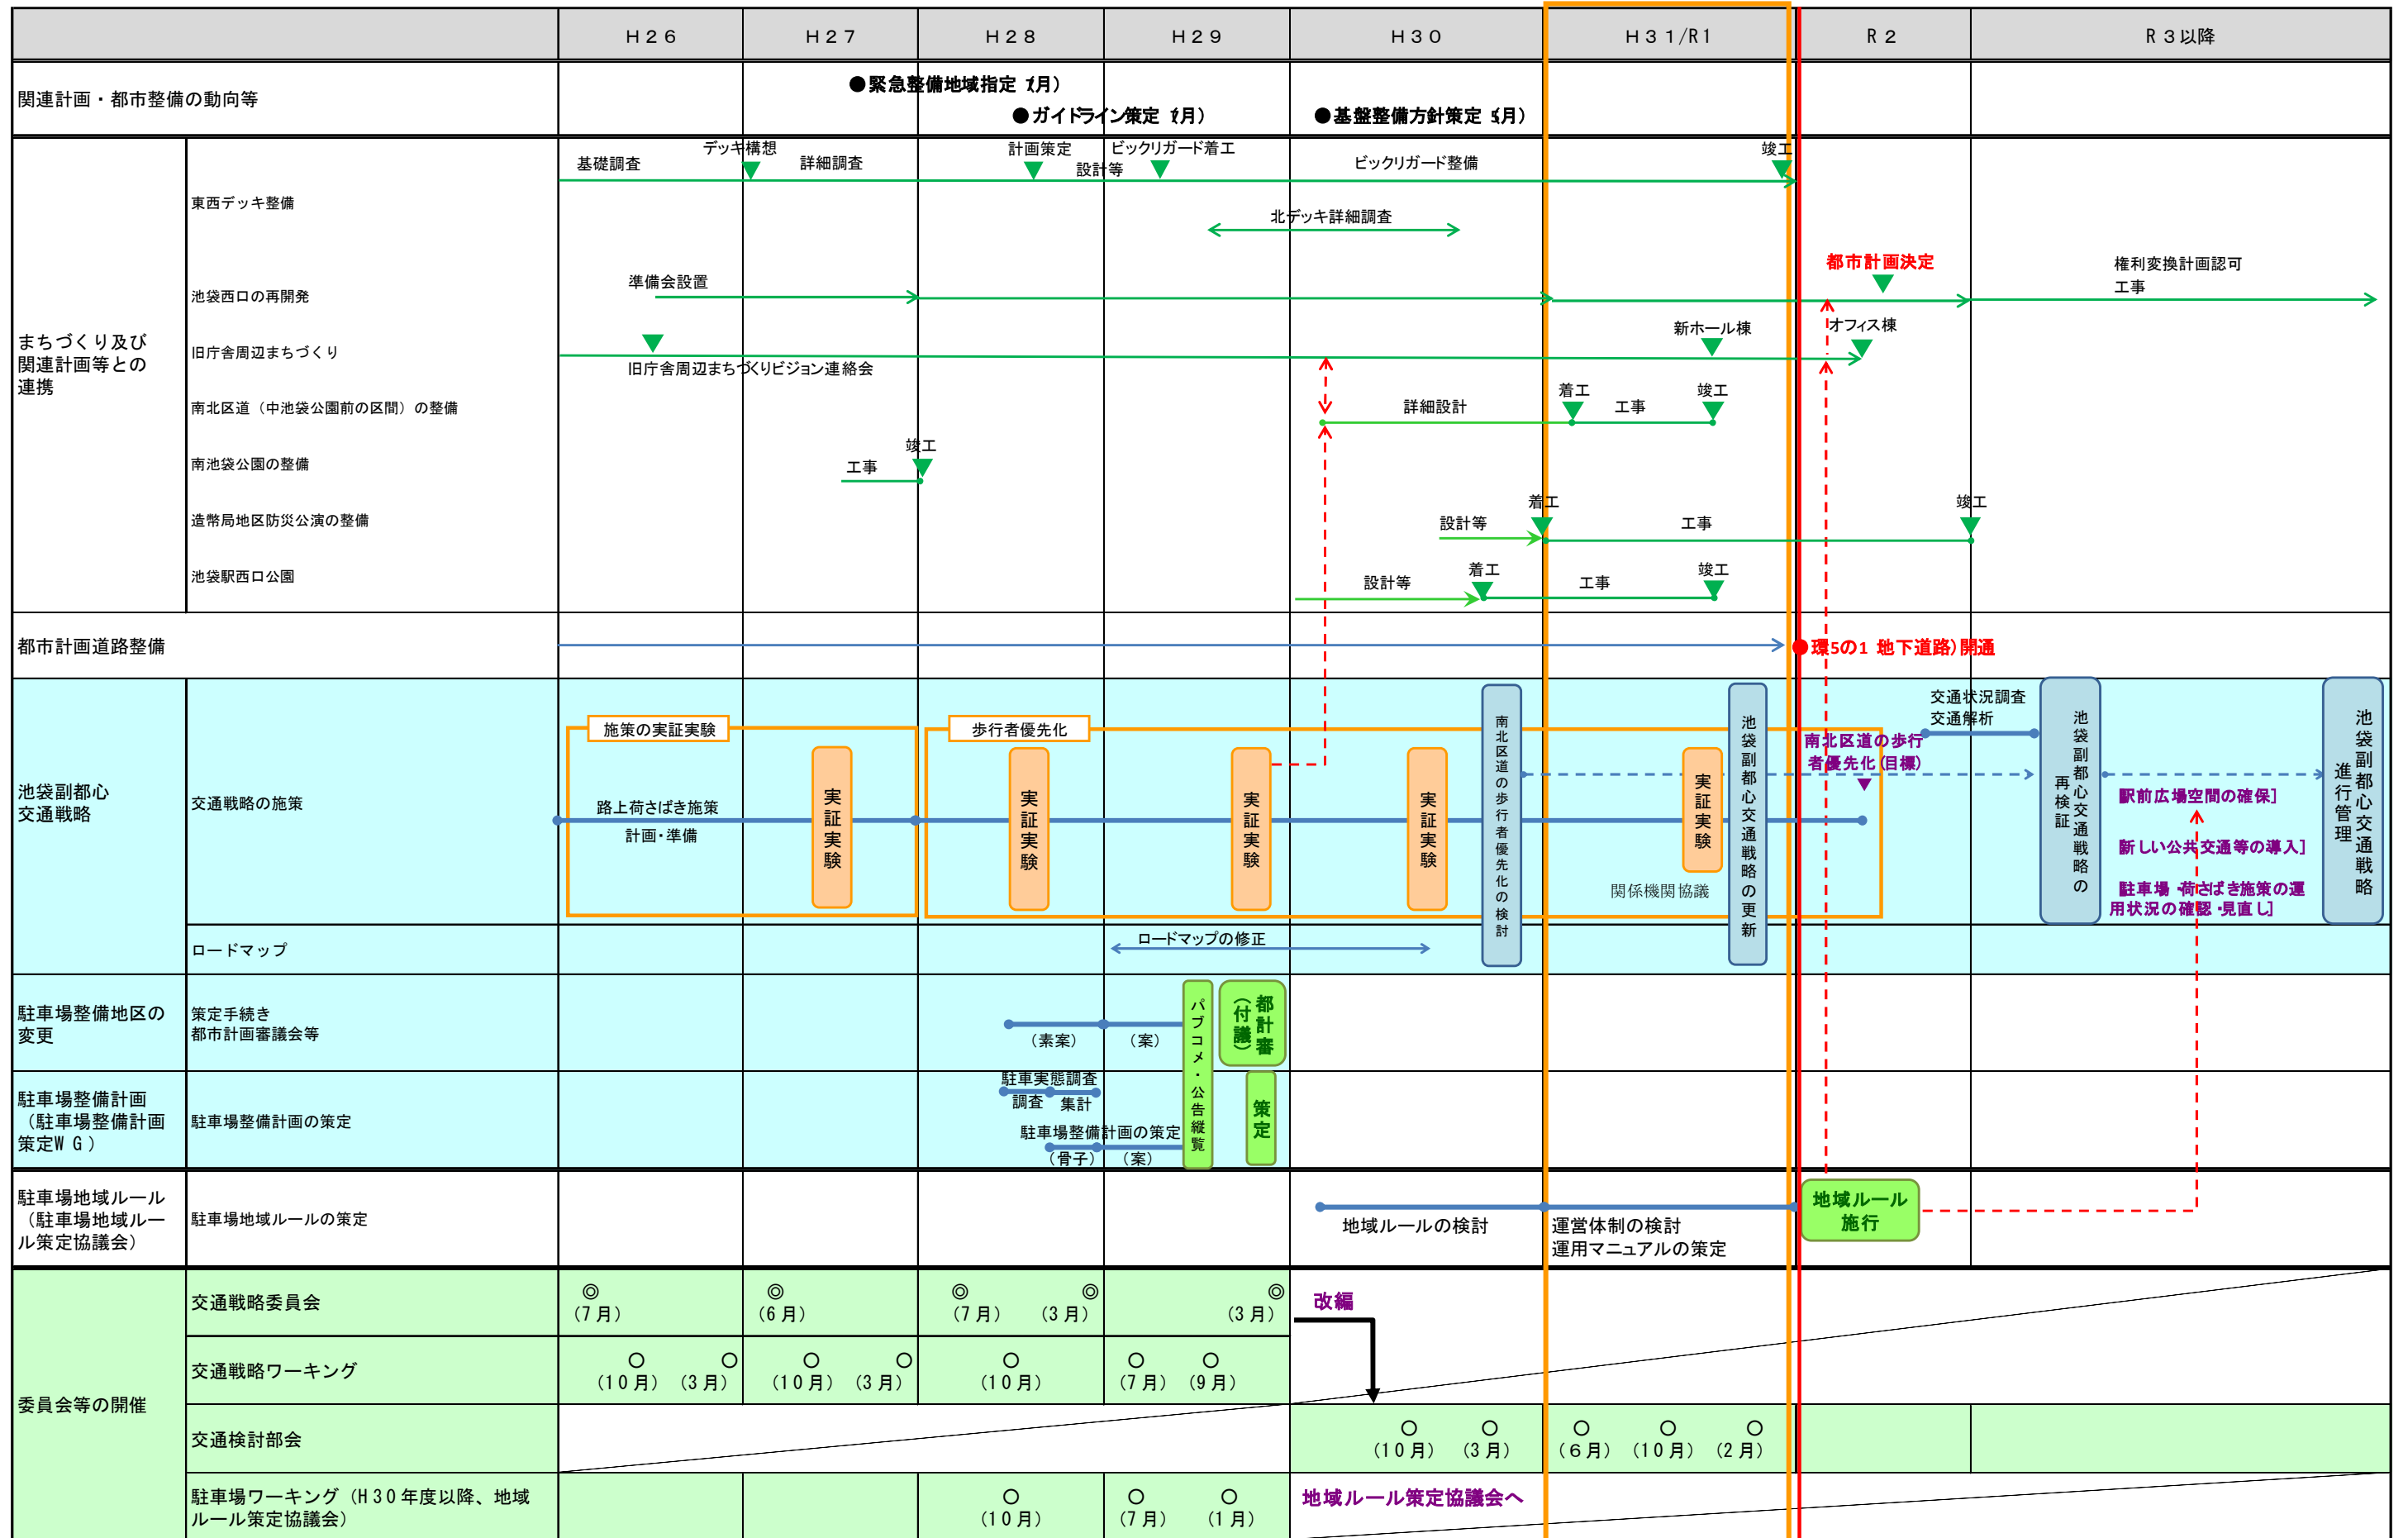 H26 H27 H28 H29 H30 H31/R1 R2 R3以降
関連計画・都市整備の動向等
●緊急整備地域指定 7月)
●ガイドライン策定 7月)
●基盤整備方針策定 5月)
まちづくり及び
関連計画等との
連携
東西デッキ整備
基礎調査
デッキ構想
詳細調査
計画策定
設計等
ビックリガード着工
ビックリガード整備
竣工
北デッキ詳細調査
池袋西口の再開発
準備会設置
都市計画決定
権利変換計画認可
工事
旧庁舎周辺まちづくり
旧庁舎周辺まちづくりビジョン連絡会
新ホール棟
オフィス棟
南北区道（中池袋公園前の区間）の整備
詳細設計
着工
工事
竣工
南池袋公園の整備
工事
竣工
造幣局地区防災公演の整備
設計等
着工
工事
竣工
池袋駅西口公園
設計等
着工
工事
竣工
都市計画道路整備
●環5の1 地下道路)開通
池袋副都心
交通戦略
交通戦略の施策
施策の実証実験
路上荷さばき施策
計画・準備
実証実験
歩行者優先化
実証実験
実証実験
実証実験
南北区道の歩行者優先化の検討
実証実験
関係機関協議
池袋副都心交通戦略の更新
南北区道の歩行
者優先化(目標)
交通状況調査
交通解析
池袋副都心交通戦略の
再検証
駅前広場空間の確保]
新しい公共交通等の導入]
駐車場・荷さばき施策の運
用状況の確認・見直し]
池袋副都心交通戦略
進行管理
ロードマップ
ロードマップの修正
駐車場整備地区の
変更
策定手続き
都市計画審議会等
（素案）
（案）
パブコメ・公告縦覧
都計審
（付議）
駐車場整備計画
（駐車場整備計画
策定WG）
駐車場整備計画の策定
駐車実態調査
調査
集計
駐車場整備計画の策定
（骨子）
（案）
策定
駐車場地域ルール
（駐車場地域ルー
ル策定協議会）
駐車場地域ルールの策定
地域ルールの検討
運営体制の検討
運用マニュアルの策定
地域ルール
施行
委員会等の開催
交通戦略委員会
◎ ◎ ◎ ◎ ◎
（7月） （6月） （7月） （3月） （3月）
改編
交通戦略ワーキング
○ ○ ○ ○ ○ ○ ○
（10月） （3月） （10月） （3月） （10月） （7月） （9月）
交通検討部会
○ ○ ○ ○ ○
（10月） （3月） （6月） （10月） （2月）
駐車場ワーキング（H30年度以降、地域
ルール策定協議会）
○ ○ ○
（10月） （7月） （1月）
地域ルール策定協議会へ